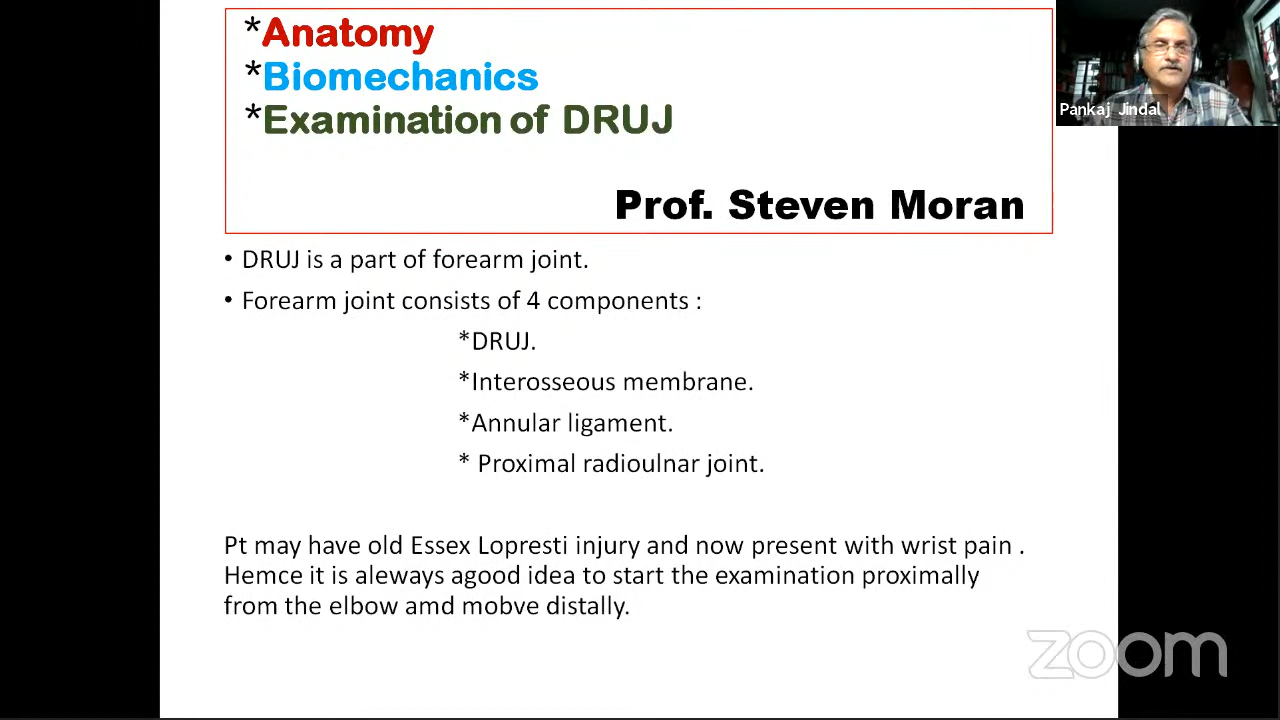 *Anatomy
*Biomechanics
*Examination of DRUJ
Prof. Steven Moran
Pankaj Jindal
• DRUJ is a part of forearm joint.
• Forearm joint consists of 4 components :
*DRUJ.
*Interosseous membrane.
*Annular ligament.
* Proximal radioulnar joint.
Pt may have old Essex Lopresti injury and now present with wrist pain .
Hemce it is aleways agood idea to start the examination proximally
from the elbow amd mobve distally.
zoom